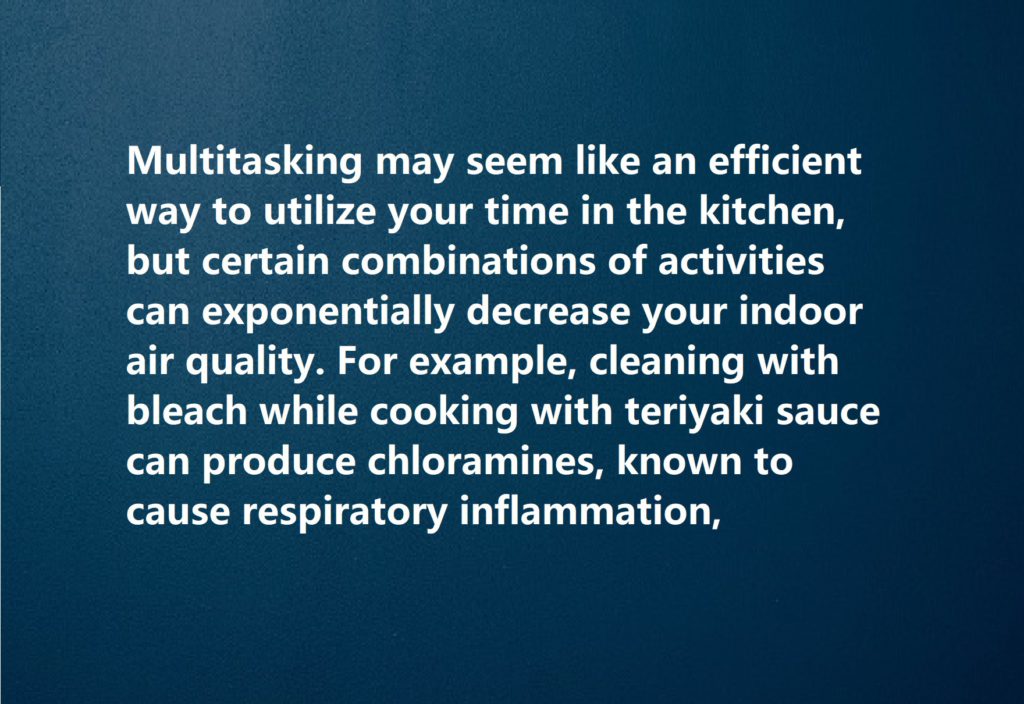 Multitasking may seem like an efficient
way to utilize your time in the kitchen,
but certain combinations of activities
can exponentially decrease your indoor
air quality. For example, cleaning with
bleach while cooking with teriyaki sauce
can produce chloramines, known to
cause respiratory inflammation,